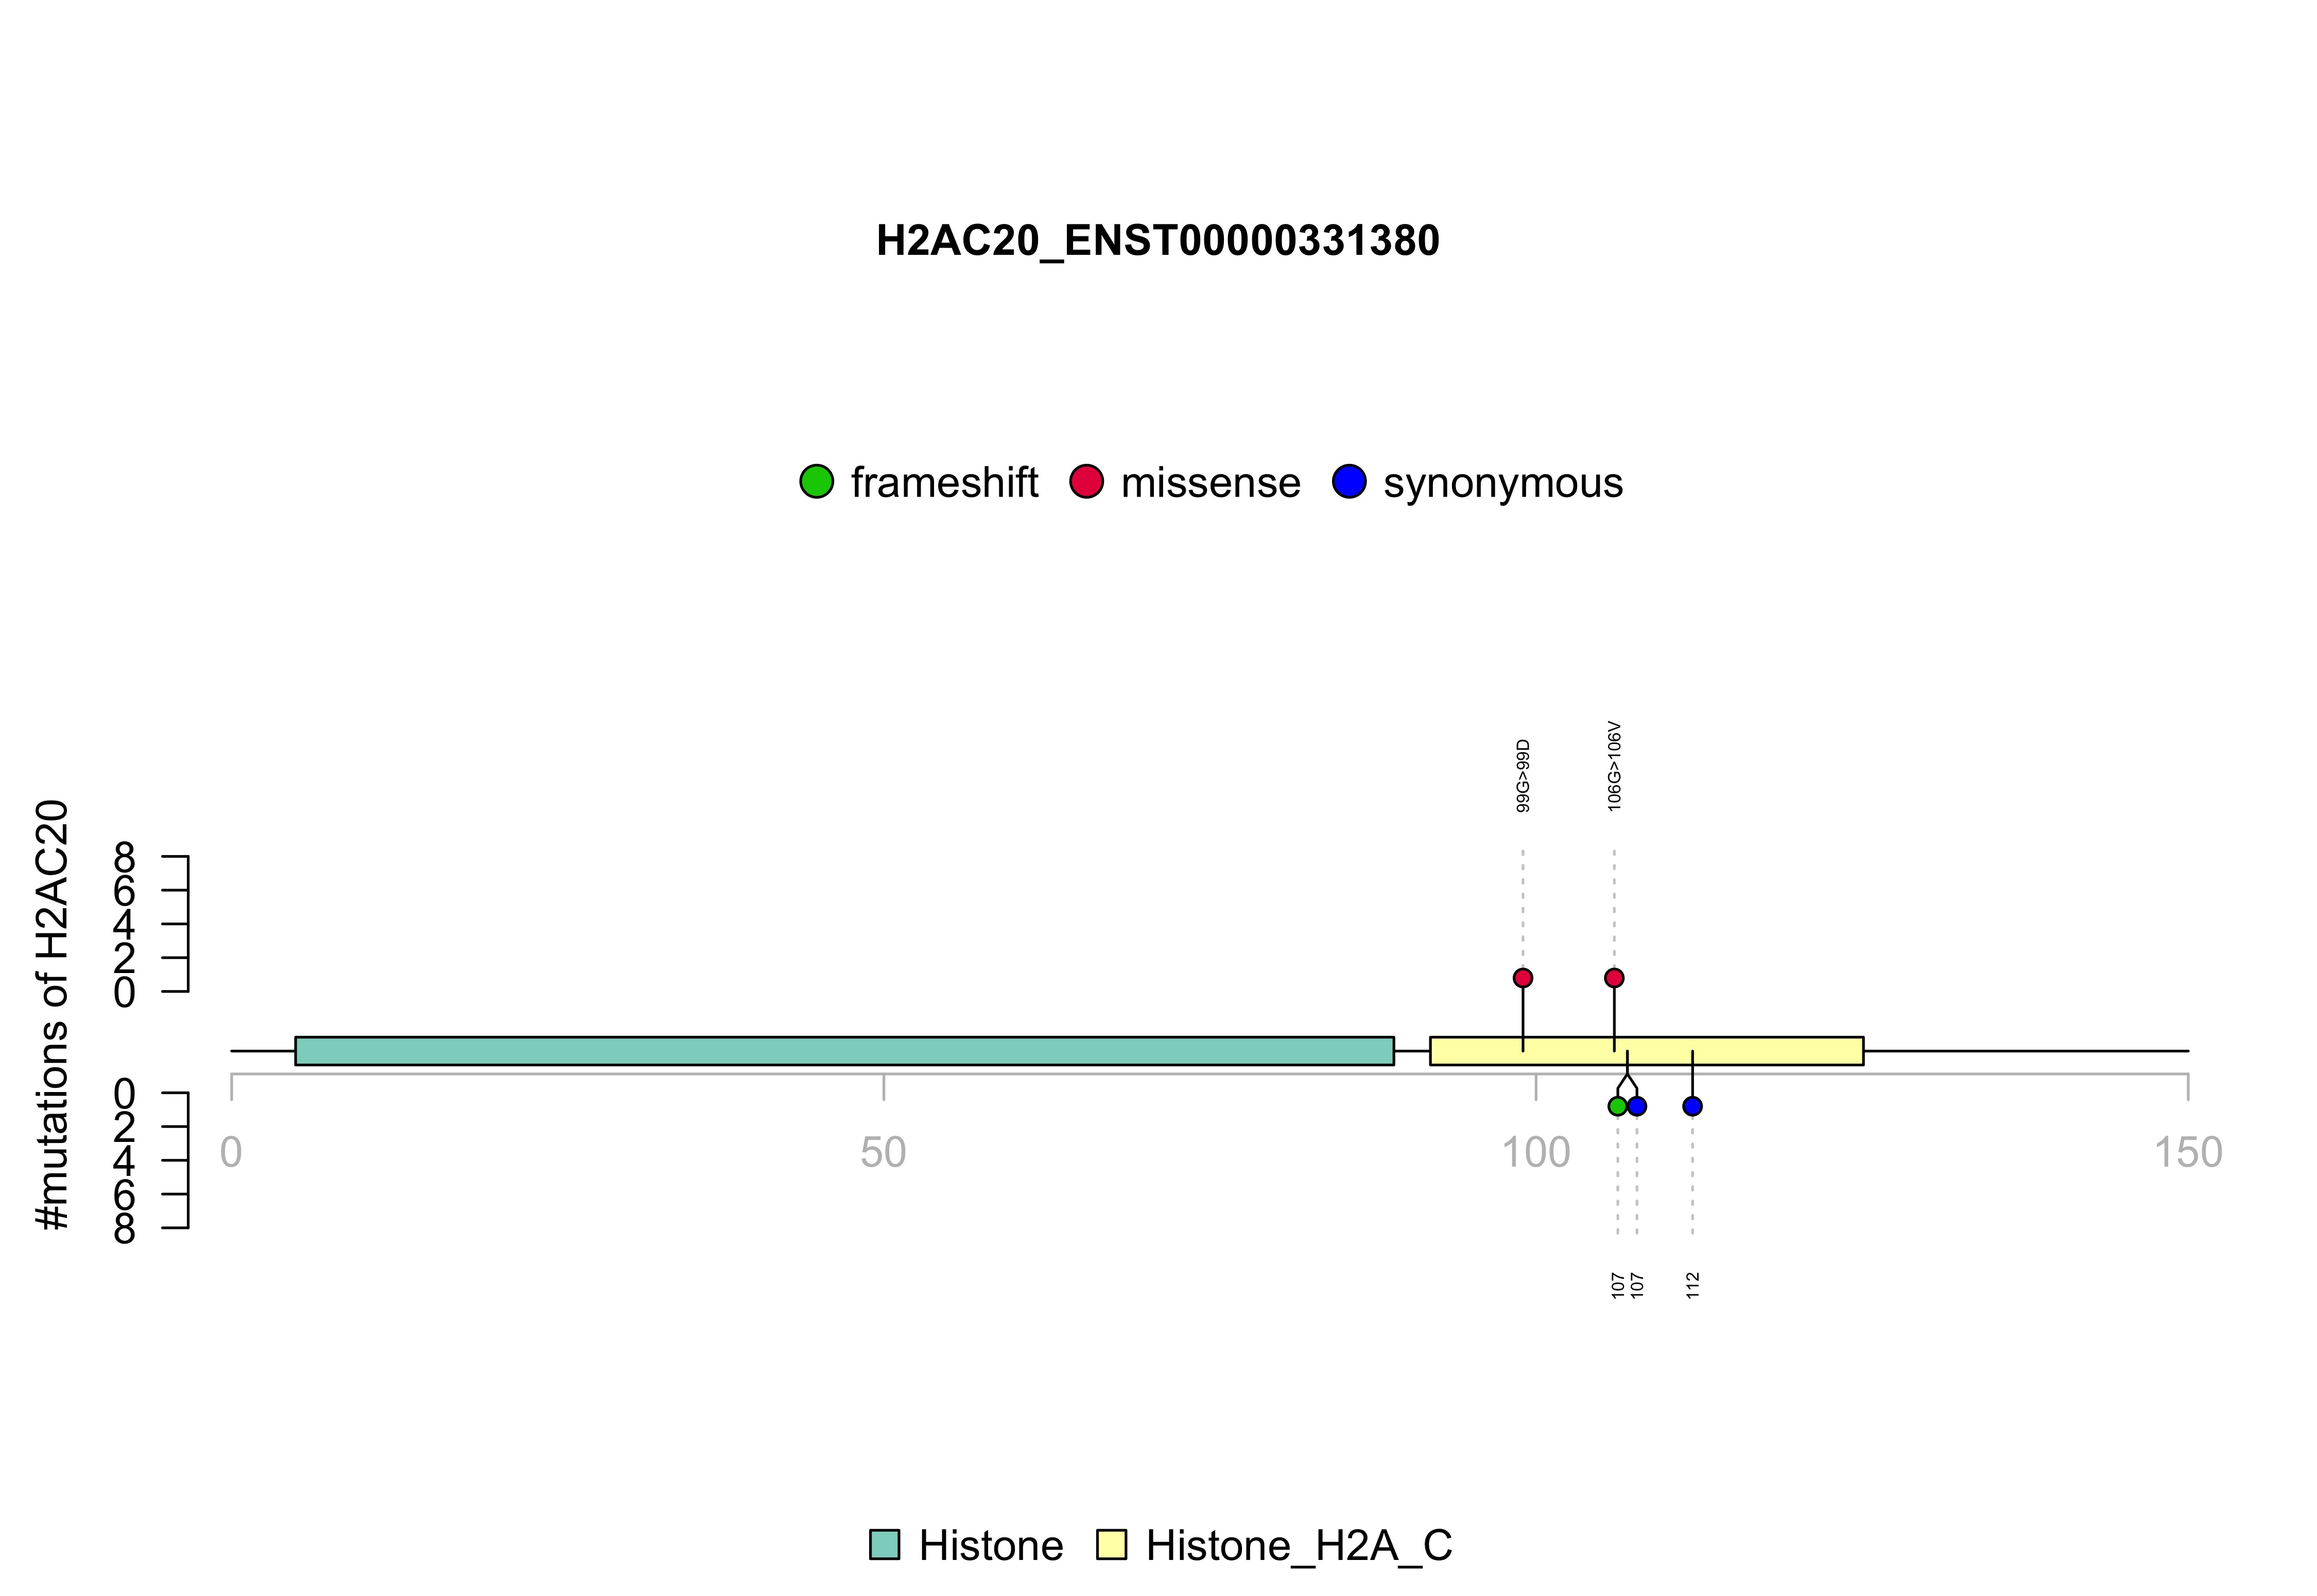 H2AC20_ENST00000331380
frameshift missense synonymous
99G>99D
106G>106V
#mutations of H2AC20
8
6
4
2
0
0
2
4
6
8
0 50 100 150
107
107
112
Histone Histone_H2A_C